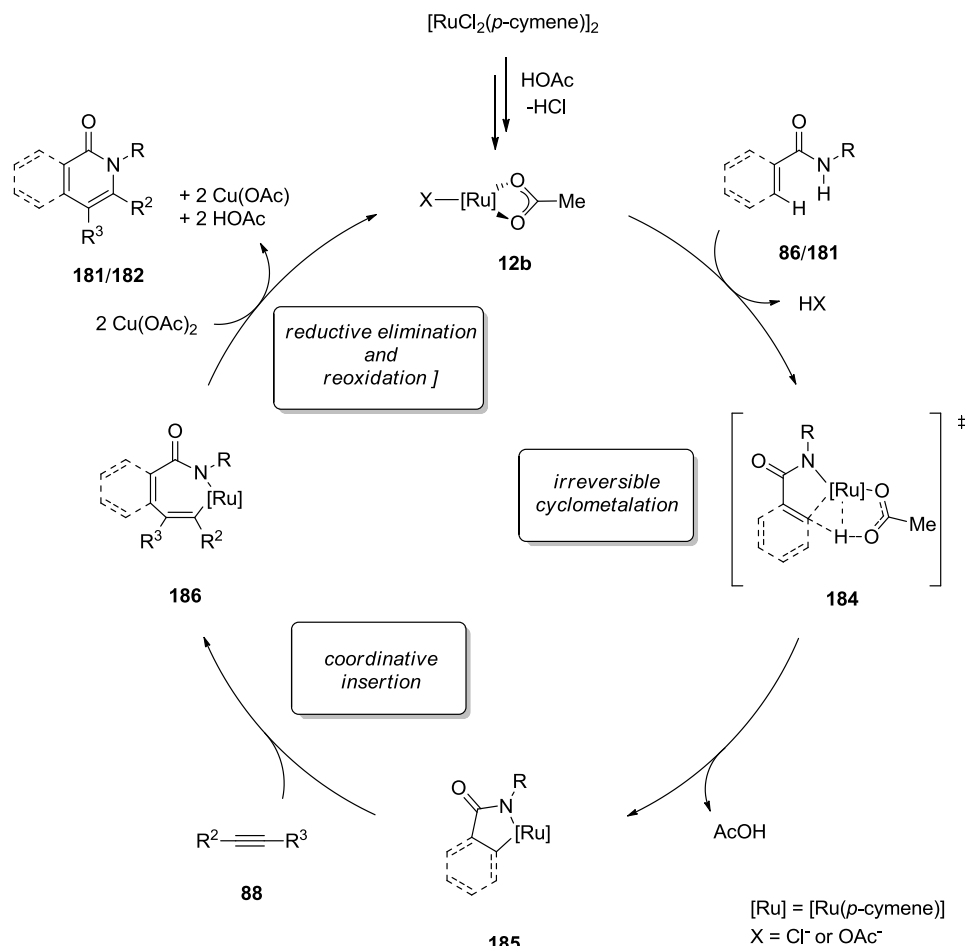 [RuCl2(p-cymene)]2
HOAc
-HCl
O
N
R
R2
R3
181/182
+ 2 Cu(OAc)
+ 2 HOAc
2 Cu(OAc)2
X
[Ru]
O
O
Me
12b
O
N
R
H
H
86/181
HX
reductive elimination
and
reoxidation ]
O
N
R
[Ru]
R3
R2
186
irreversible
cyclometalation
‡
R
O
N
[Ru]
O
H
O
Me
184
coordinative
insertion
R2
R3
88
O
N
R
[Ru]
185
AcOH
[Ru] = [Ru(p-cymene)]
X = Cl- or OAc-